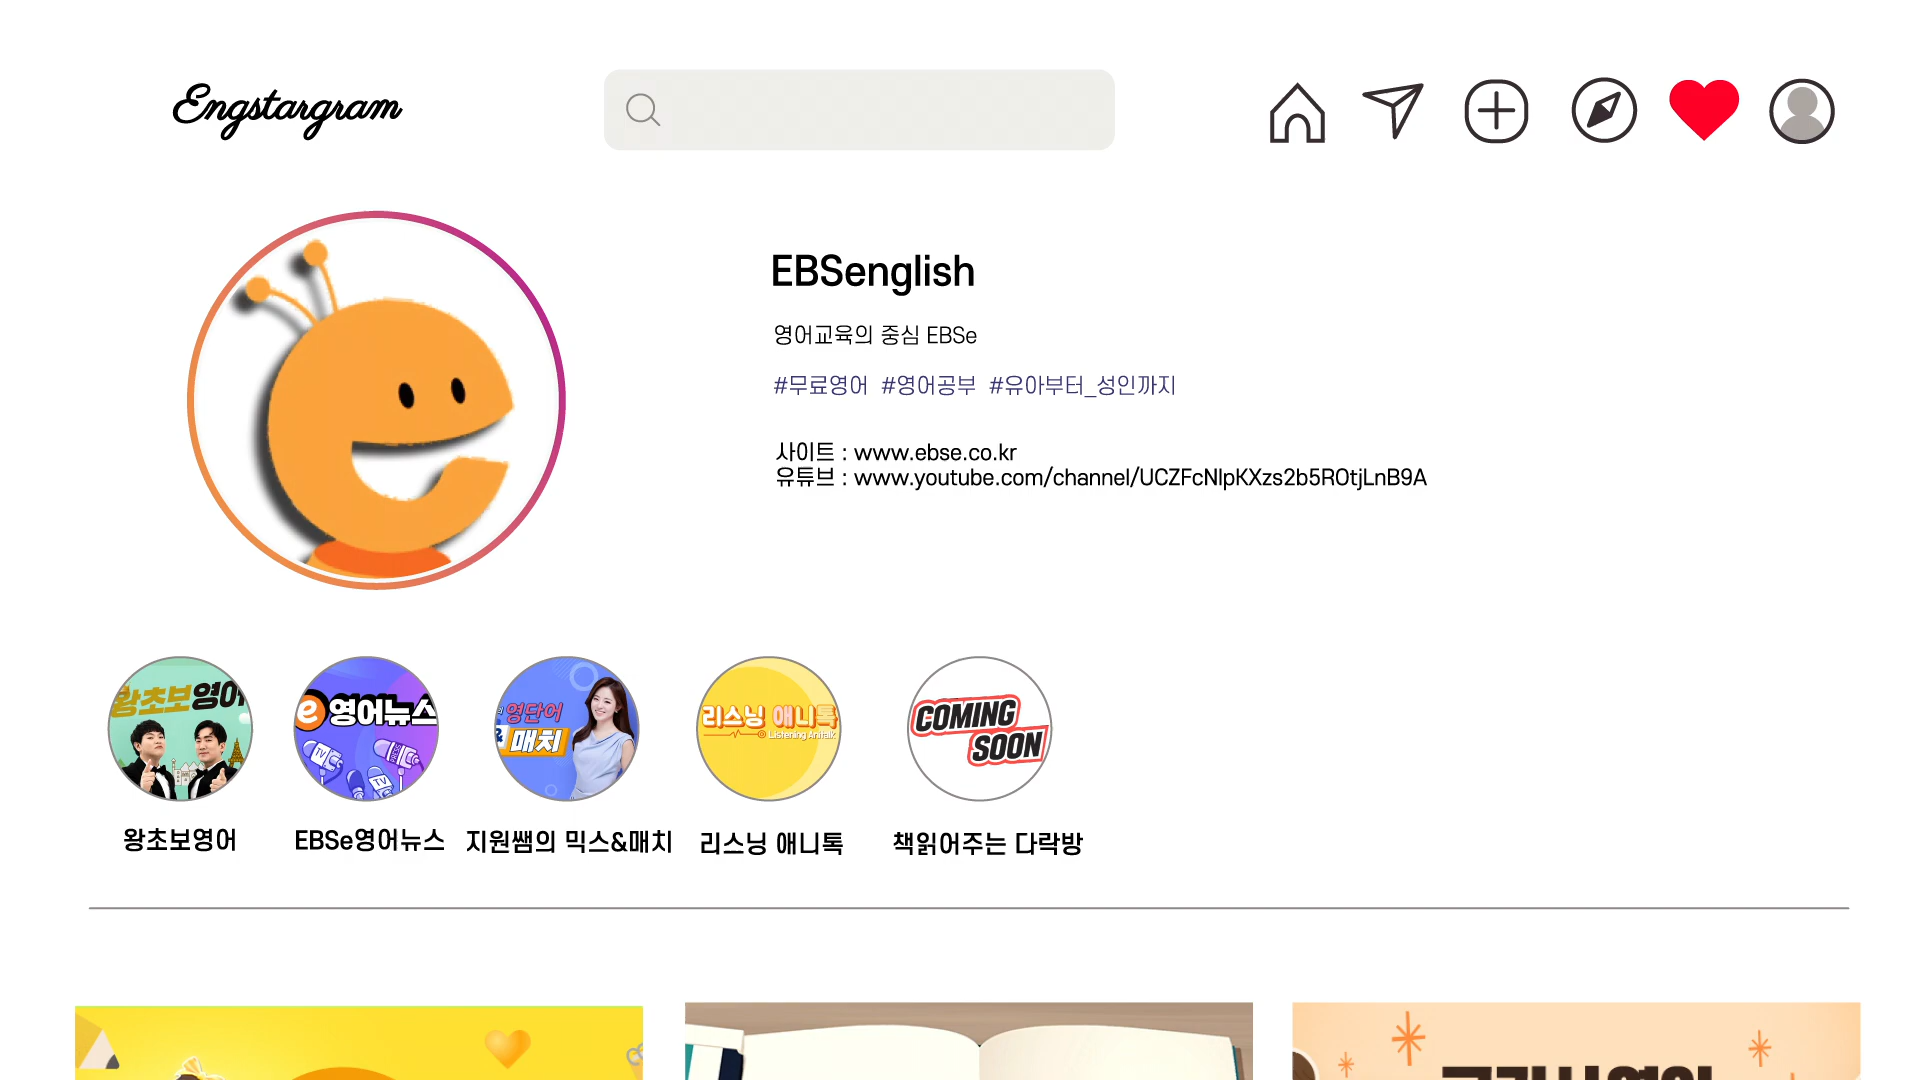 Engstargram
EBSenglish
영어교육의 중심 EBSe
#무료영어 #영어공부 #유아부터_성인까지
사이트 : www.ebse.co.kr
유튜브 : www.youtube.com/channel/UCZFcNIpKXzs2b5ROtjLnB9A
왕초보영어
e영어뉴스
TV
TV
영단어
& 매치
리스닝 애니톡
Listening Anitalk
COMING
SOON
왕초보영어
EBSe영어뉴스
지원쌤의 믹스&매치
리스닝 애니톡
책읽어주는 다락방